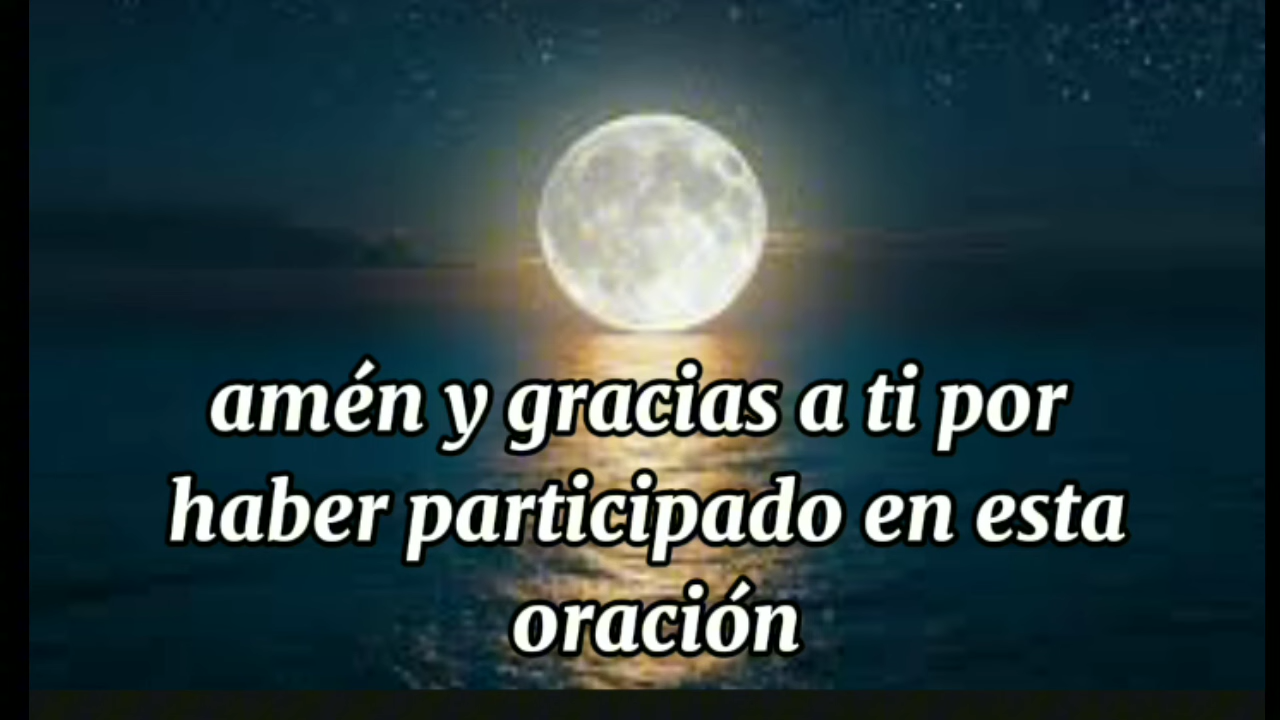 amén y gracias a ti por
haber participado en esta
oración